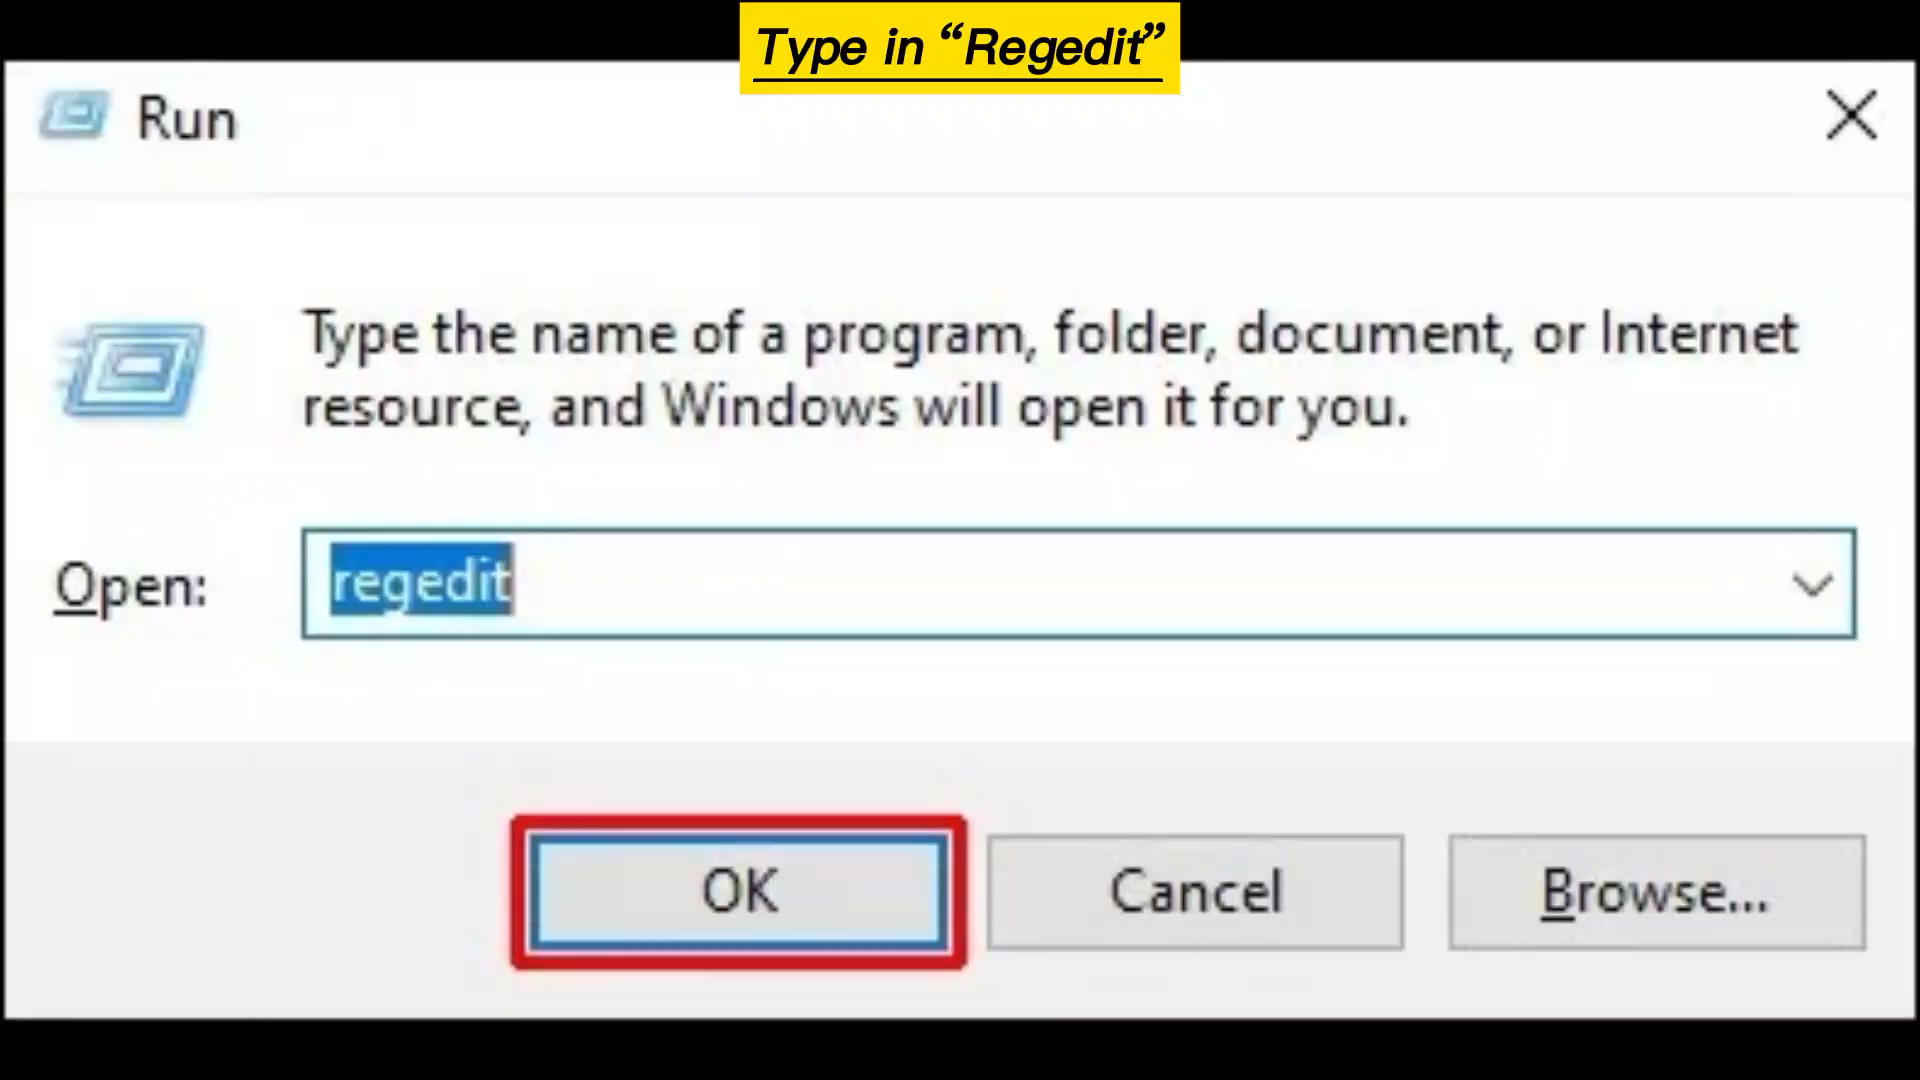 Type in “Regedit”
Run
Type the name of a program, folder, document, or Internet
resource, and Windows will open it for you.
Open:
regedit
OK
Cancel
Browse...